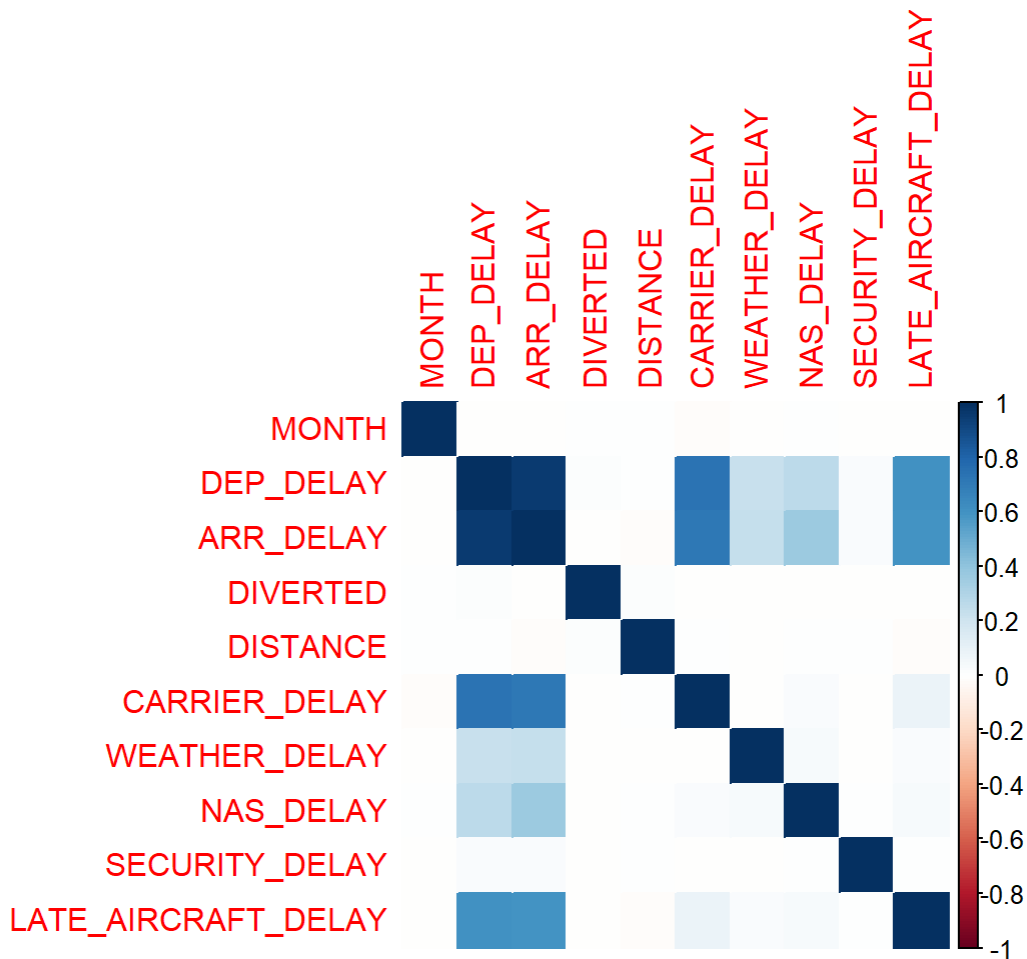 MONTH
DEP_DELAY
ARR_DELAY
DIVERTED
DISTANCE
CARRIER_DELAY
WEATHER_DELAY
NAS_DELAY
SECURITY_DELAY
LATE_AIRCRAFT_DELAY
MONTH
DEP_DELAY
ARR_DELAY
DIVERTED
DISTANCE
CARRIER_DELAY
WEATHER_DELAY
NAS_DELAY
SECURITY_DELAY
LATE_AIRCRAFT_DELAY
1
0.8
0.6
0.4
0.2
0
-0.2
-0.4
-0.6
-0.8
-1